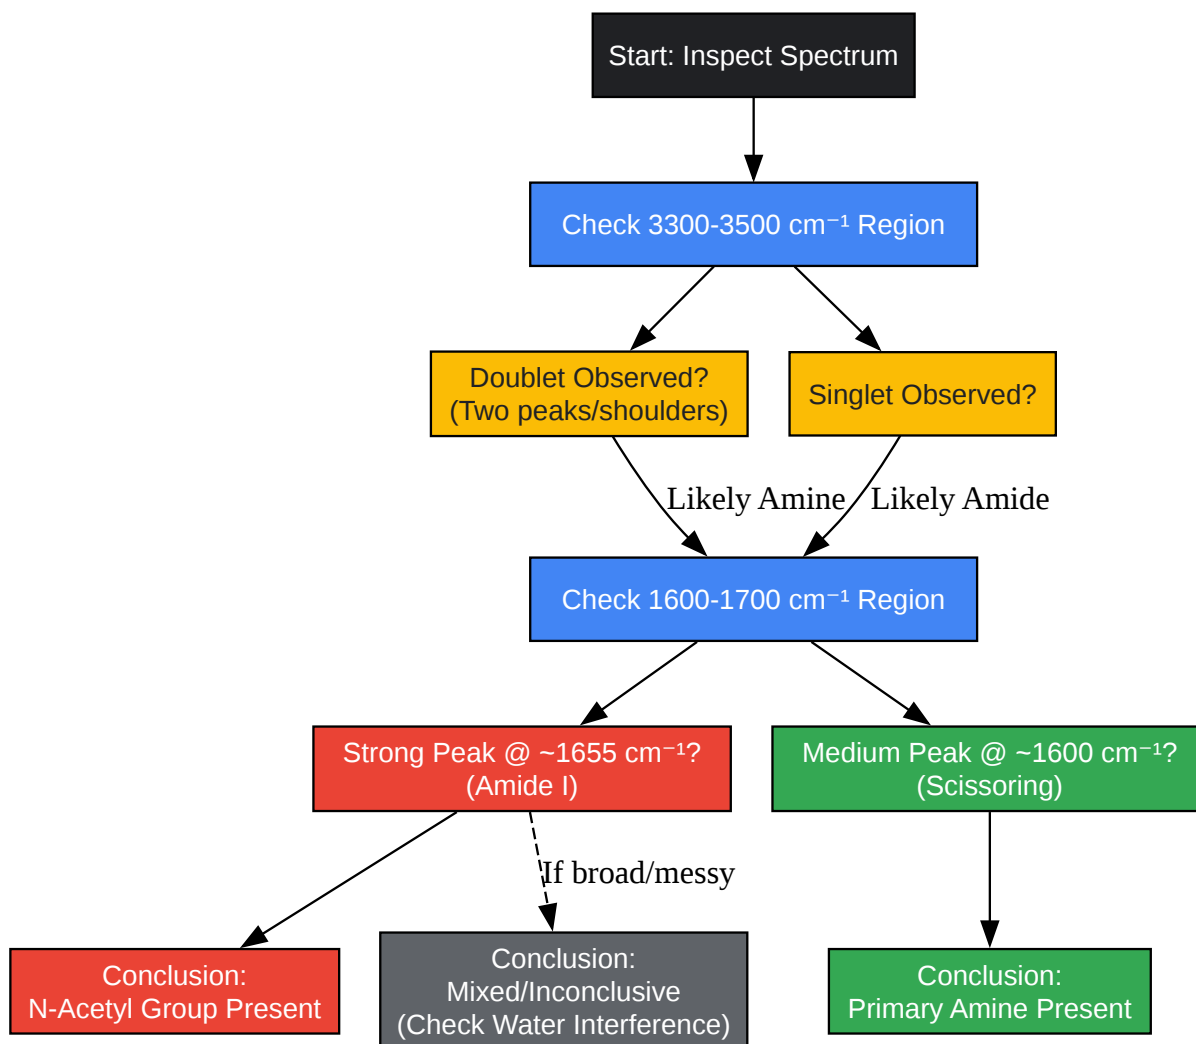 Start: Inspect Spectrum
Check 3300-3500 cm⁻¹ Region
Doublet Observed?
(Two peaks/shoulders)
Singlet Observed?
Likely Amine
Likely Amide
Check 1600-1700 cm⁻¹ Region
Strong Peak @ ~1655 cm⁻¹?
(Amide I)
Medium Peak @ ~1600 cm⁻¹?
(Scissoring)
If broad/messy
Conclusion:
N-Acetyl Group Present
Conclusion:
Mixed/Inconclusive
(Check Water Interference)
Conclusion:
Primary Amine Present